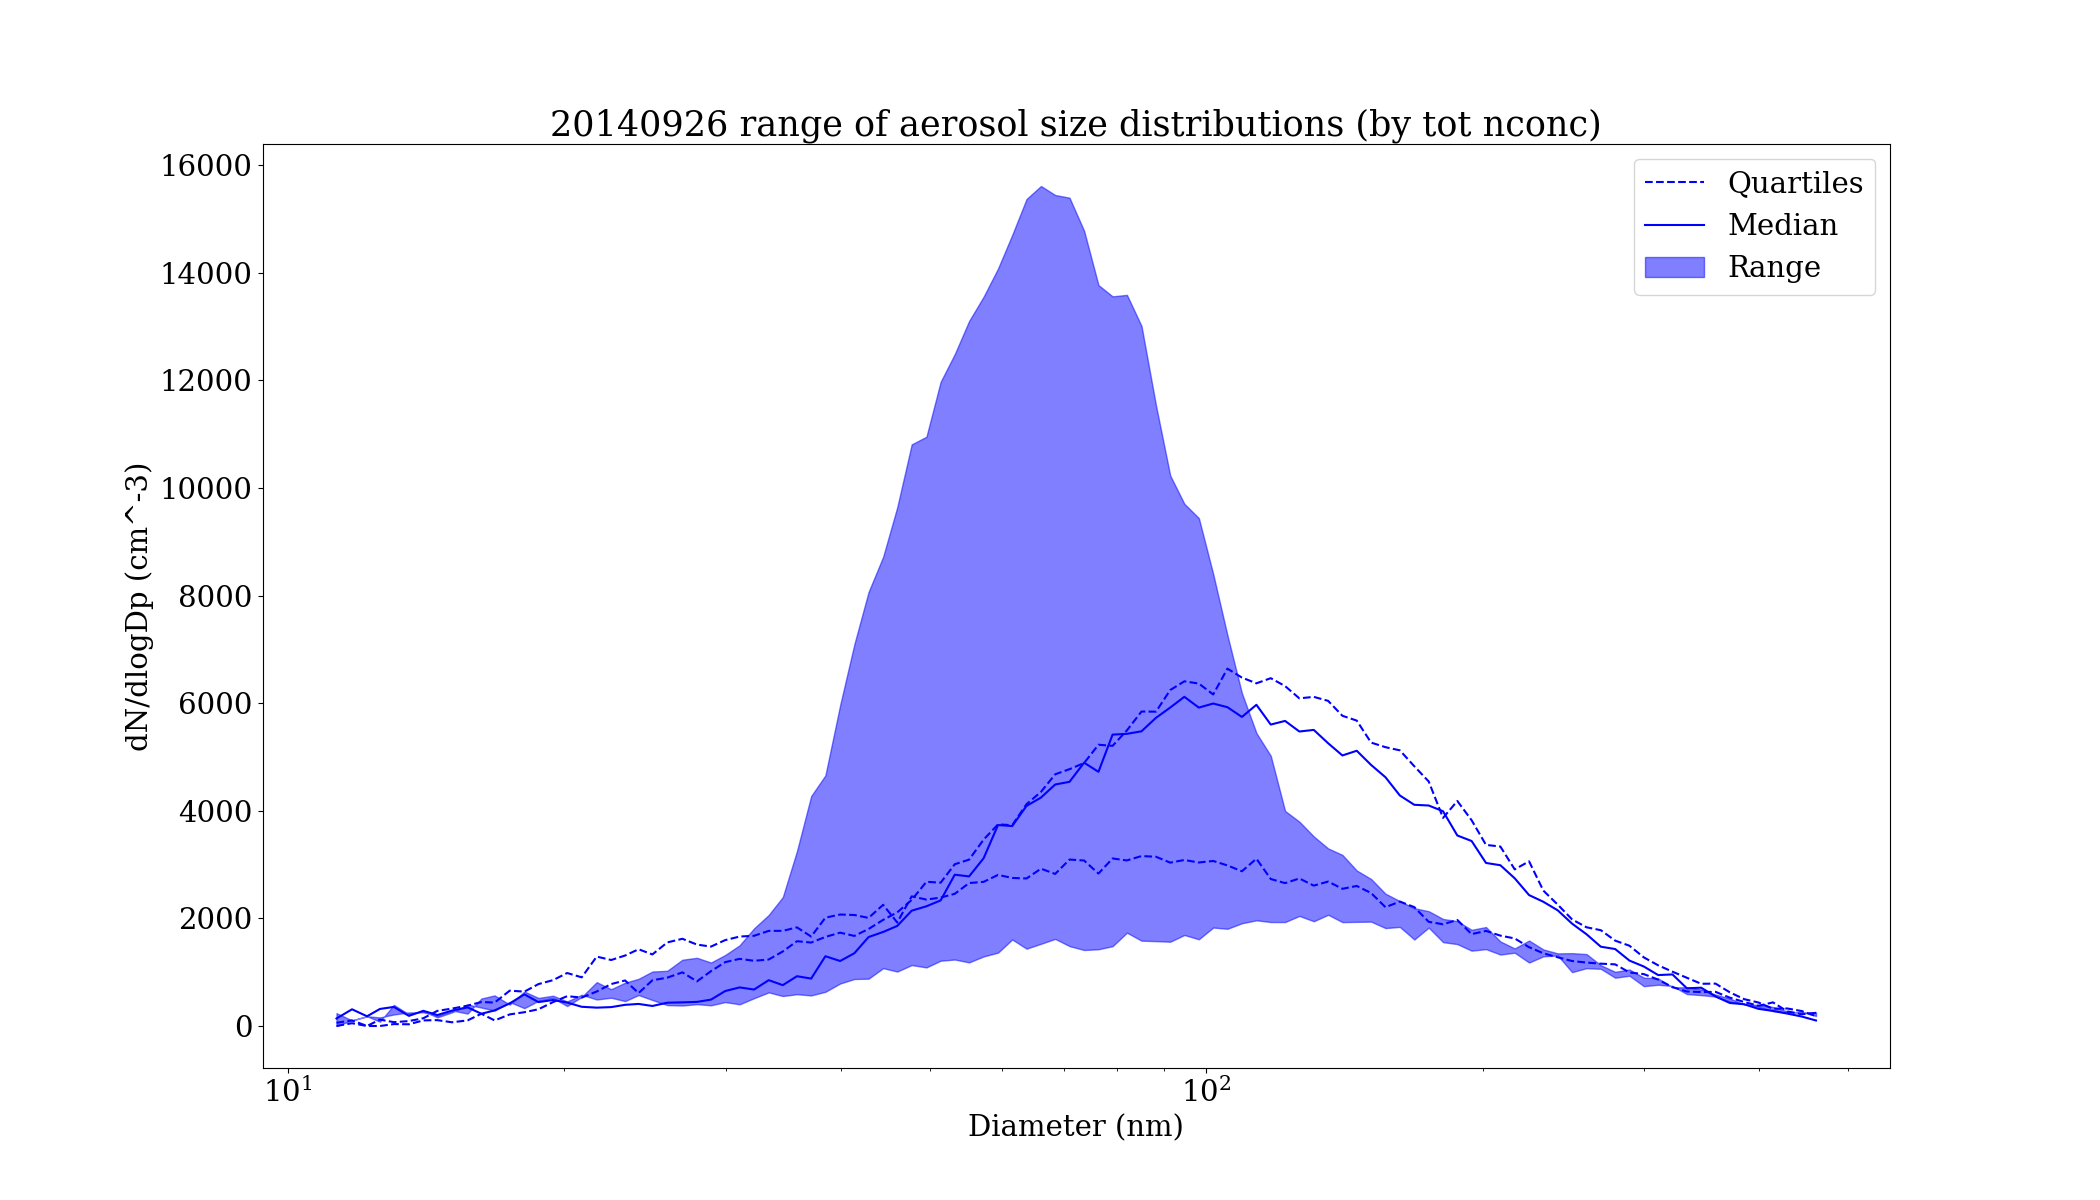 20140926 range of aerosol size distributions (by tot nconc)
16000
14000
12000
10000
8000
6000
4000
2000
0
dN/dlogDp (cm^-3)
Quartiles
Median
Range
10¹
10²
Diameter (nm)